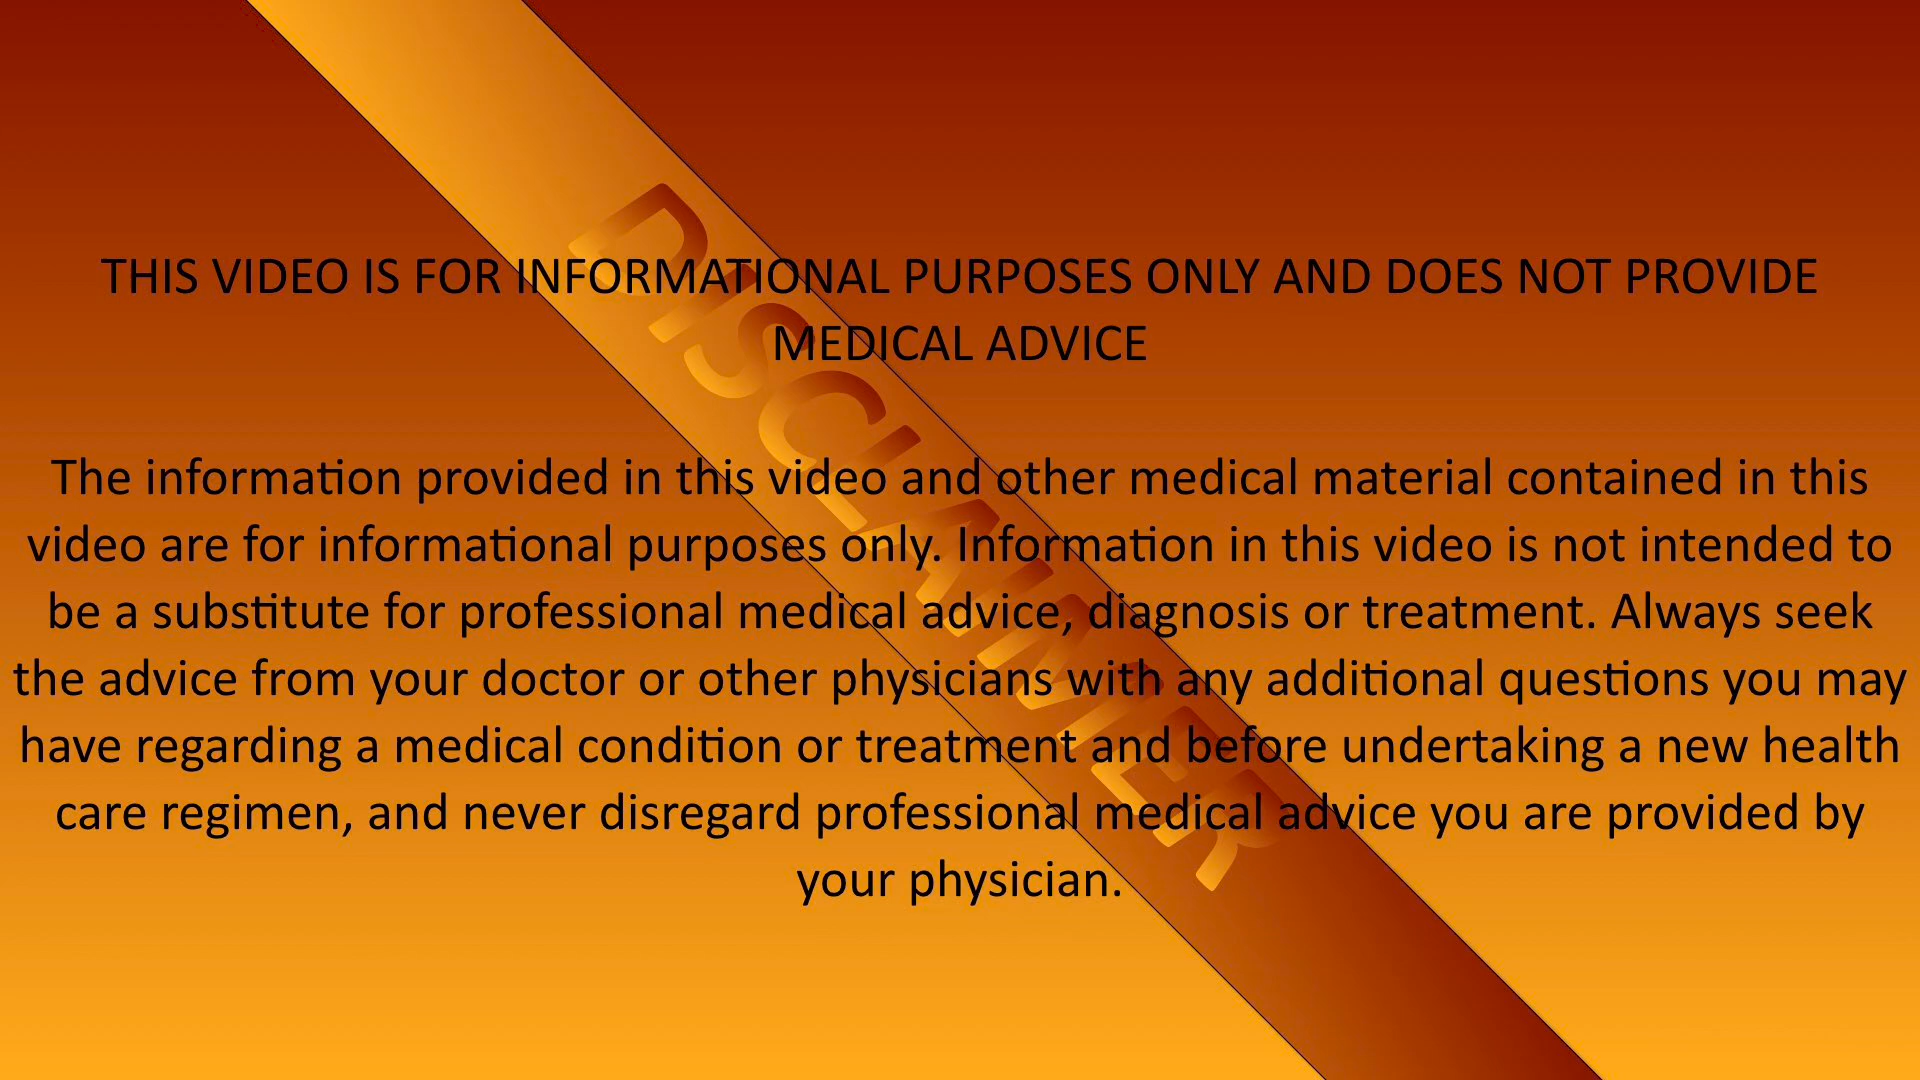 DISCLAIMER
THIS VIDEO IS FOR INFORMATIONAL PURPOSES ONLY AND DOES NOT PROVIDE
MEDICAL ADVICE
The information provided in this video and other medical material contained in this
video are for informational purposes only. Information in this video is not intended to
be a substitute for professional medical advice, diagnosis or treatment. Always seek
the advice from your doctor or other physicians with any additional questions you may
have regarding a medical condition or treatment and before undertaking a new health
care regimen, and never disregard professional medical advice you are provided by
your physician.